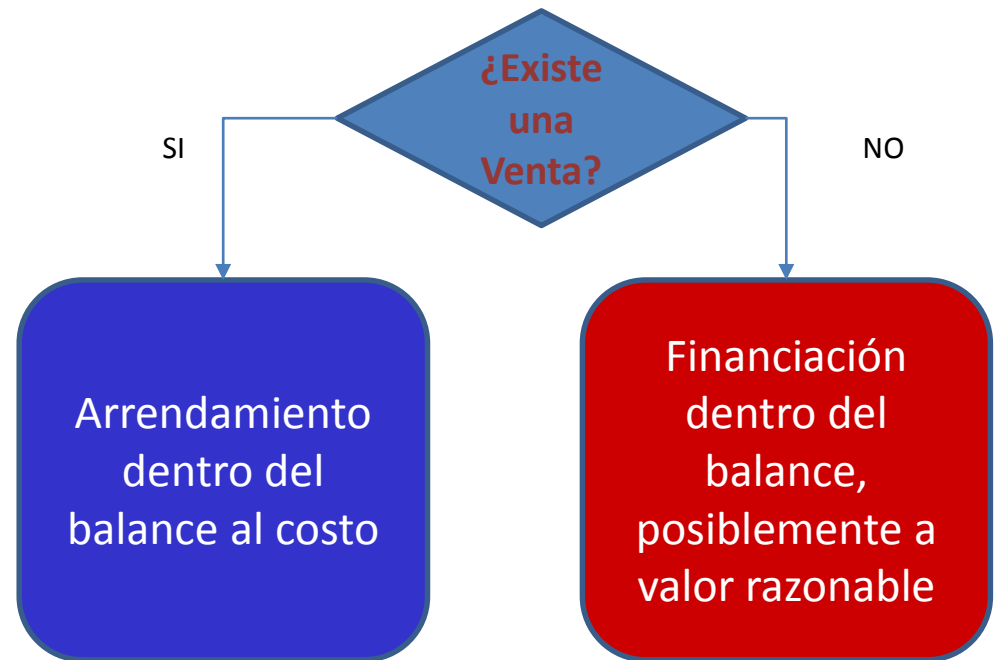 ¿Existe
una
Venta?
SI
NO
Arrendamiento
dentro del
balance al costo
Financiación
dentro del
balance,
posiblemente a
valor razonable